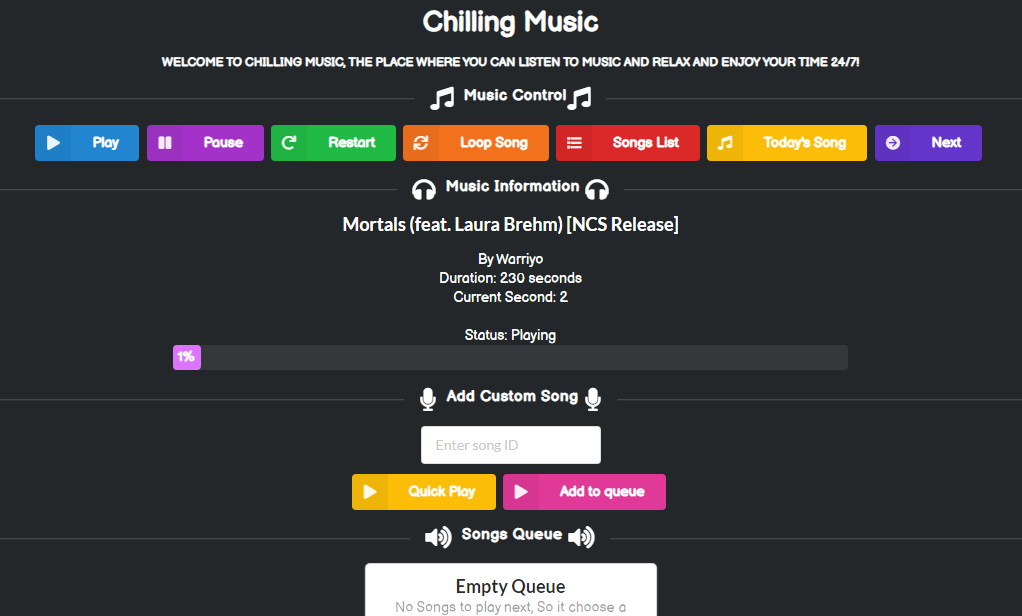 Chilling Music
WELCOME TO CHILLING MUSIC, THE PLACE WHERE YOU CAN LISTEN TO MUSIC AND RELAX AND ENJOY YOUR TIME 24/7!
Music Control
Play Pause Restart Loop Song Songs List Today's Song Next
Music Information
Mortals (feat. Laura Brehm) [NCS Release]
By Warriyo
Duration: 230 seconds
Current Second: 2
Status: Playing
1%
Add Custom Song
Enter song ID
Quick Play Add to queue
Songs Queue
Empty Queue
No Songs to play next, So it choose a